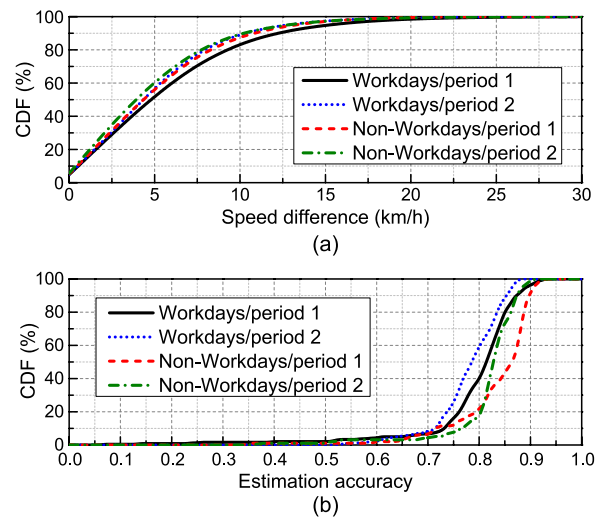 100
80
60
40
20
0
CDF (%)
Workdays/period 1
Workdays/period 2
Non-Workdays/period 1
Non-Workdays/period 2
0 5 10 15 20 25 30
Speed difference (km/h)
(a)
100
80
60
40
20
0
CDF (%)
Workdays/period 1
Workdays/period 2
Non-Workdays/period 1
Non-Workdays/period 2
0.0 0.1 0.2 0.3 0.4 0.5 0.6 0.7 0.8 0.9 1.0
Estimation accuracy
(b)